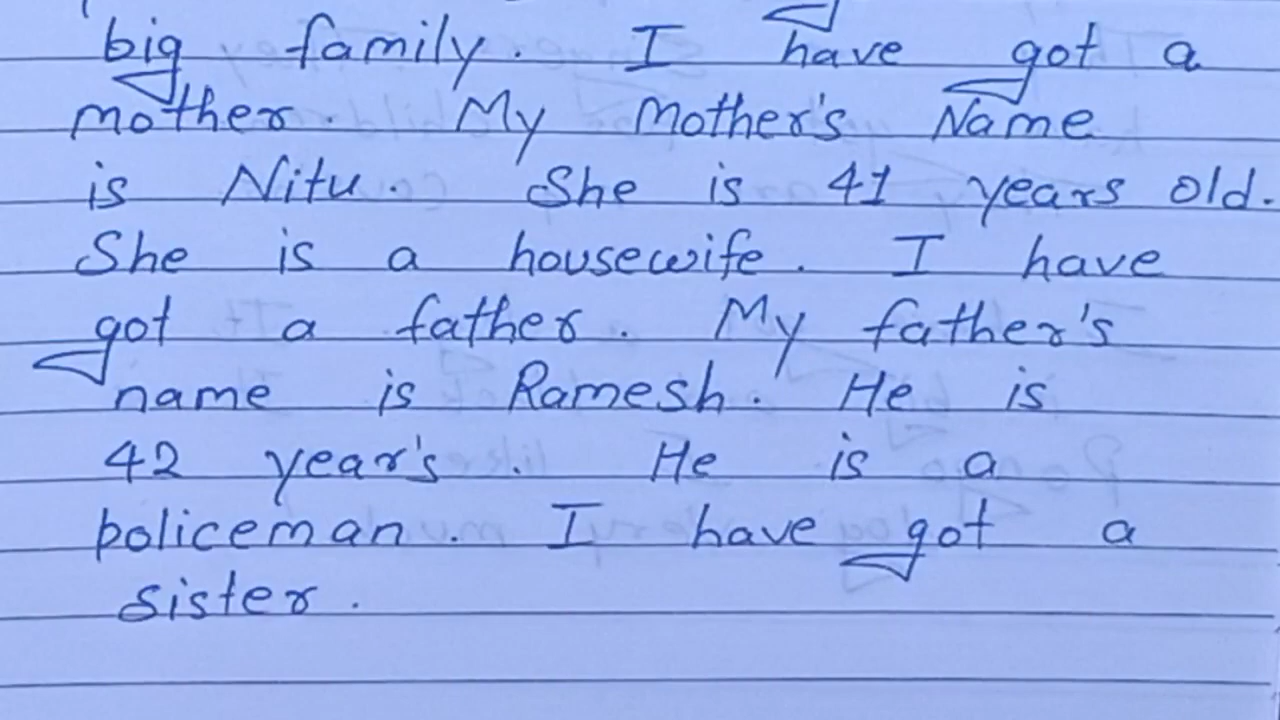 big family. I have got a
mother. My Mother's Name
is Nitu. She is 41 years old.
She is a housewife. I have
got a father. My father's
name is Ramesh. He is
42 year's. He is a
policeman. I have got a
sister.